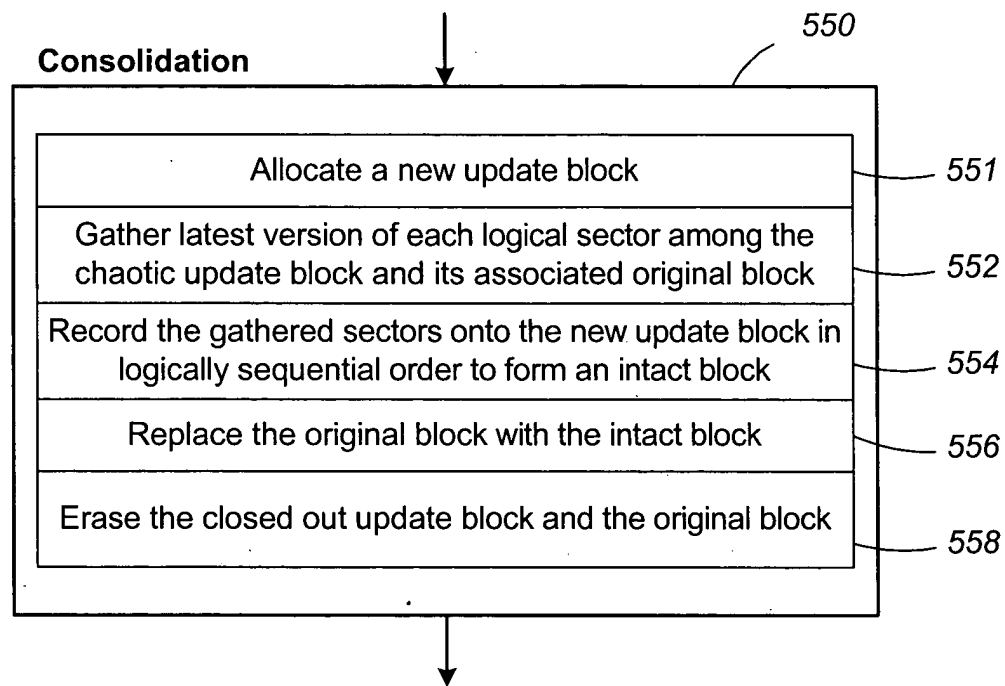 550
Consolidation
Allocate a new update block
551
Gather latest version of each logical sector among the
chaotic update block and its associated original block
552
Record the gathered sectors onto the new update block in
logically sequential order to form an intact block
554
Replace the original block with the intact block
556
Erase the closed out update block and the original block
558